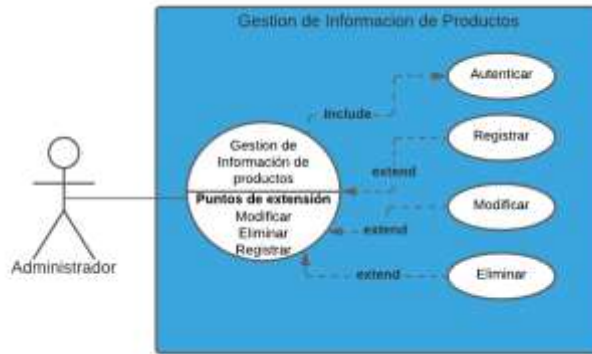 Gestion de Informacion de Productos
Autenticar
Include
Registrar
Gestion de
Información de
productos
extend
Puntos de extensión
Modificar
Eliminar
Registrar
Modificar
extend
Administrador
Eliminar
extend